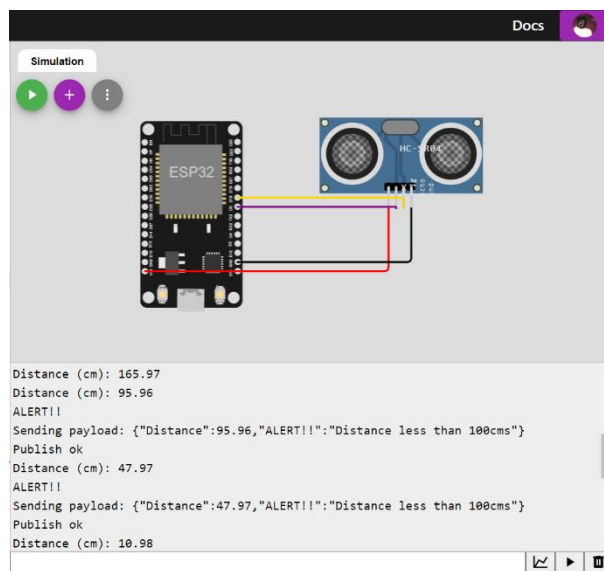 Docs
Simulation
ESP32
HC-SR04
Distance (cm): 165.97
Distance (cm): 95.96
ALERT!!
Sending payload: {"Distance":95.96,"ALERT!!":"Distance less than 100cms"}
Publish ok
Distance (cm): 47.97
ALERT!!
Sending payload: {"Distance":47.97,"ALERT!!":"Distance less than 100cms"}
Publish ok
Distance (cm): 10.98